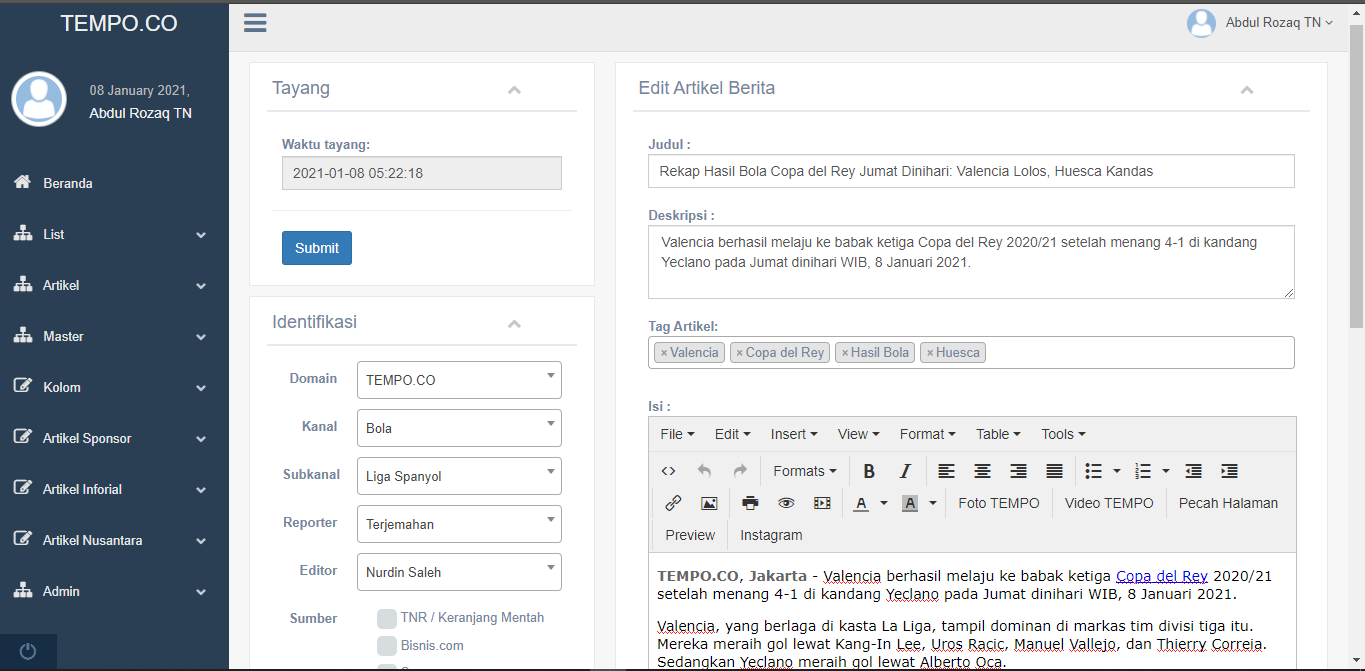 TEMPO.CO
08 January 2021,
Abdul Rozaq TN
Beranda
List
Artikel
Master
Kolom
Artikel Sponsor
Artikel Inforial
Artikel Nusantara
Admin
Abdul Rozaq TN
Tayang
Waktu tayang:
2021-01-08 05:22:18
Submit
Identifikasi
Domain TEMPO.CO
Kanal Bola
Subkanal Liga Spanyol
Reporter Terjemahan
Editor Nurdin Saleh
Sumber TNR / Keranjang Mentah
Bisnis.com
Edit Artikel Berita
Judul :
Rekap Hasil Bola Copa del Rey Jumat Dinihari: Valencia Lolos, Huesca Kandas
Deskripsi :
Valencia berhasil melaju ke babak ketiga Copa del Rey 2020/21 setelah menang 4-1 di kandang
Yeclano pada Jumat dinihari WIB, 8 Januari 2021.
Tag Artikel:
×Valencia ×Copa del Rey ×Hasil Bola ×Huesca
Isi :
File Edit Insert View Format Table Tools
Formats B I
A A Foto TEMPO Video TEMPO Pecah Halaman
Preview Instagram
TEMPO.CO, Jakarta - Valencia berhasil melaju ke babak ketiga Copa del Rey 2020/21
setelah menang 4-1 di kandang Yeclano pada Jumat dinihari WIB, 8 Januari 2021.
Valencia, yang berlaga di kasta La Liga, tampil dominan di markas tim divisi tiga itu.
Mereka meraih gol lewat Kang-In Lee, Uros Racic, Manuel Vallejo, dan Thierry Correia.
Sedangkan Yeclano meraih gol lewat Alberto Oca.